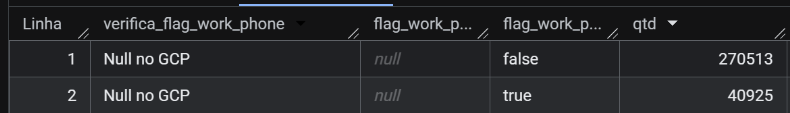 Linha verifica_flag_work_phone flag_work_p... flag_work_p... qtd
1 Null no GCP null false 270513
2 Null no GCP null true 40925